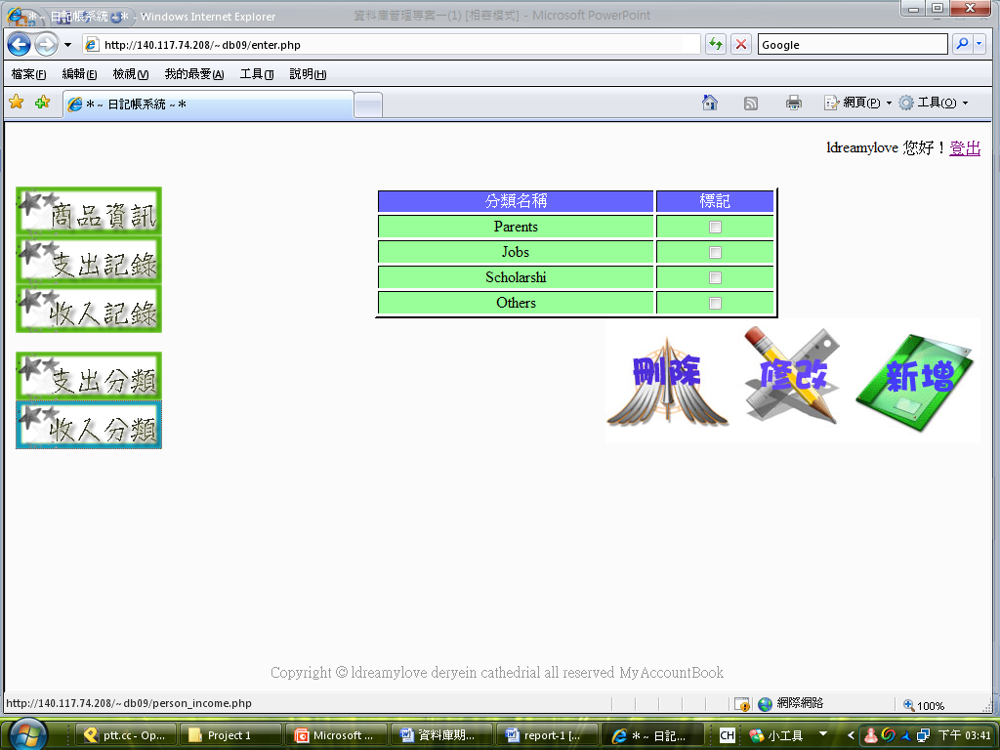 ＊~ 日記帳系統 ~＊ - Windows Internet Explorer
資料庫管理專案一(1) [相容模式] - Microsoft PowerPoint
http://140.117.74.208/~db09/enter.php
Google
檔案(F) 編輯(E) 檢視(V) 我的最愛(A) 工具(T) 說明(H)
＊~ 日記帳系統 ~＊
網頁(P) 工具(O)
ldreamylove 您好！登出
商品資訊
支出記錄
收入記錄
支出分類
收入分類
分類名稱 標記
Parents
Jobs
Scholarshi
Others
刪除 修改 新增
Copyright © ldreamylove deryein cathedrial all reserved MyAccountBook
http://140.117.74.208/~db09/person_income.php
網際網路
100%
ptt.cc - Op...
Project 1
Microsoft ...
資料庫期...
report-1 [...
＊~ 日記...
CH
小工具
下午 03:41